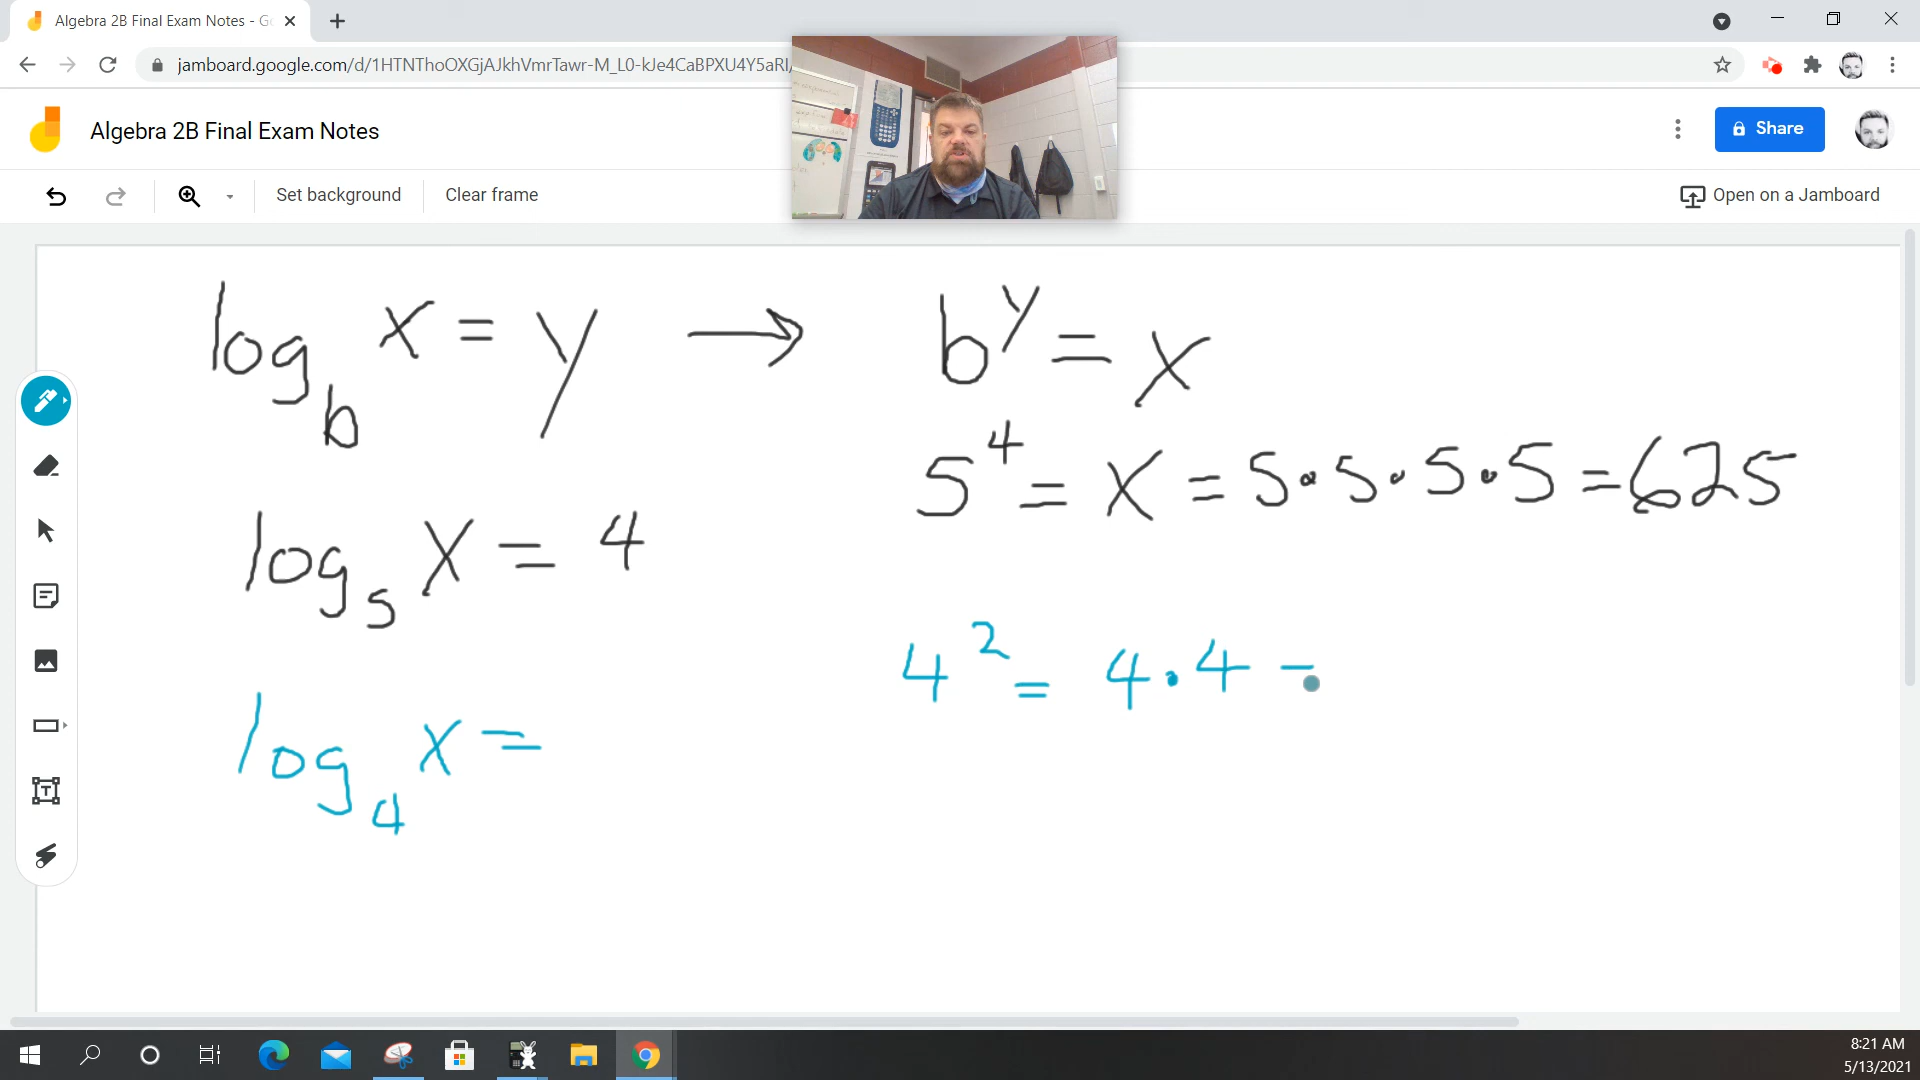 Algebra 2B Final Exam Notes - G
jamboard.google.com/d/1HTNThoOXGjAJkhVmrTawr-M_L0-kJe4CaBPXU4Y5aRI/
Algebra 2B Final Exam Notes
Share
Set background
Clear frame
Open on a Jamboard
log_b x = y → b^y = x
5^4 = x = 5·5·5·5 = 625
log_5 x = 4
4^2 = 4·4 -
log_4 x =
8:21 AM
5/13/2021